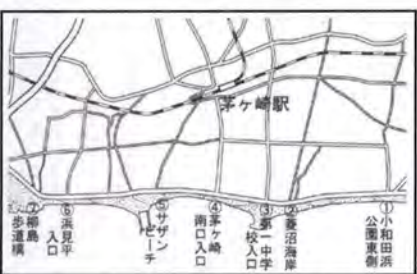 茅ヶ崎駅
①小和田浜
公園東側
②菱沼海岸
③第一中学
校入口
④茅ヶ崎
南口入口
⑤サザン
ビーチ
⑥浜見平
入口
⑦柳島
歩道橋